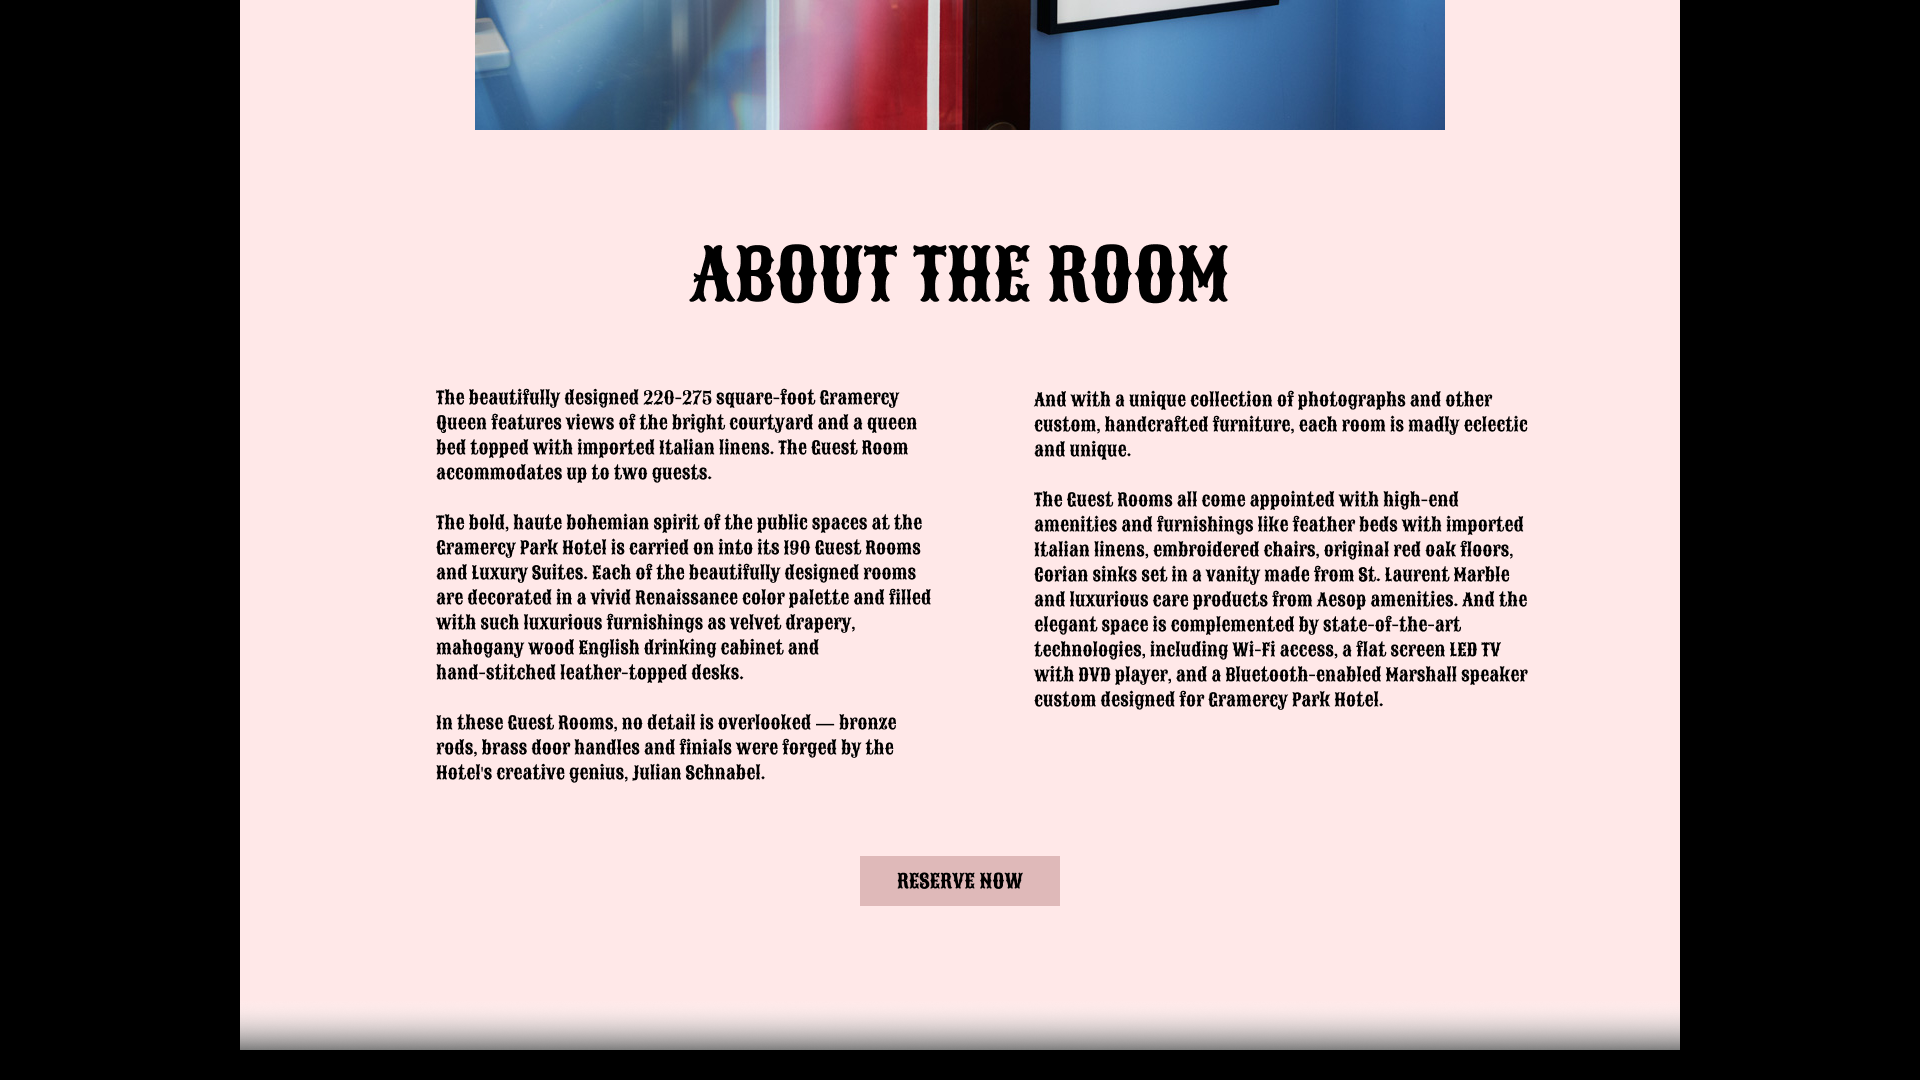 ABOUT THE ROOM
The beautifully designed 220-275 square-foot Gramercy
Queen features views of the bright courtyard and a queen
bed topped with imported Italian linens. The Guest Room
accommodates up to two guests.
The bold, haute bohemian spirit of the public spaces at the
Gramercy Park Hotel is carried on into its 190 Guest Rooms
and Luxury Suites. Each of the beautifully designed rooms
are decorated in a vivid Renaissance color palette and filled
with such luxurious furnishings as velvet drapery,
mahogany wood English drinking cabinet and
hand-stitched leather-topped desks.
In these Guest Rooms, no detail is overlooked — bronze
rods, brass door handles and finials were forged by the
Hotel's creative genius, Julian Schnabel.
And with a unique collection of photographs and other
custom, handcrafted furniture, each room is madly eclectic
and unique.
The Guest Rooms all come appointed with high-end
amenities and furnishings like feather beds with imported
Italian linens, embroidered chairs, original red oak floors,
Corian sinks set in a vanity made from St. Laurent Marble
and luxurious care products from Aesop amenities. And the
elegant space is complemented by state-of-the-art
technologies, including Wi-Fi access, a flat screen LED TV
with DVD player, and a Bluetooth-enabled Marshall speaker
custom designed for Gramercy Park Hotel.
RESERVE NOW